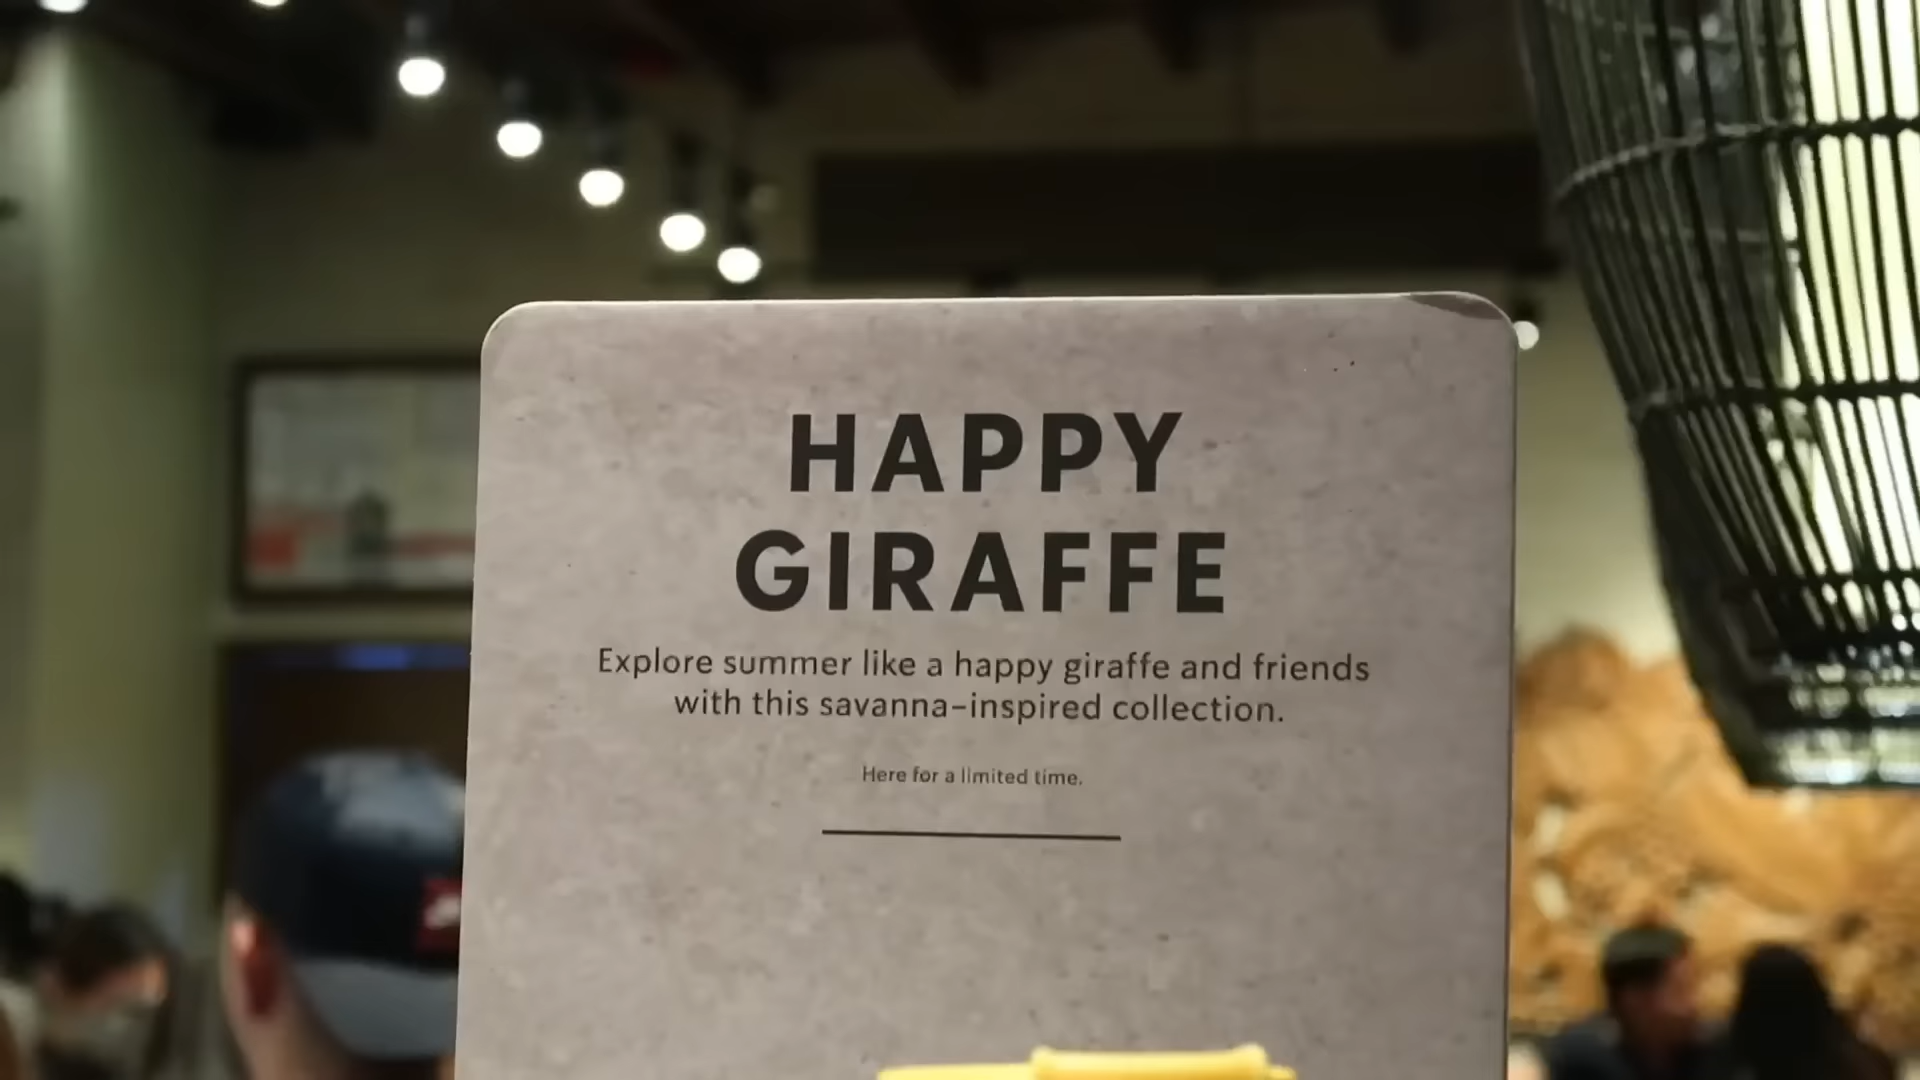 HAPPY
GIRAFFE
Explore summer like a happy giraffe and friends
with this savanna-inspired collection.
Here for a limited time.